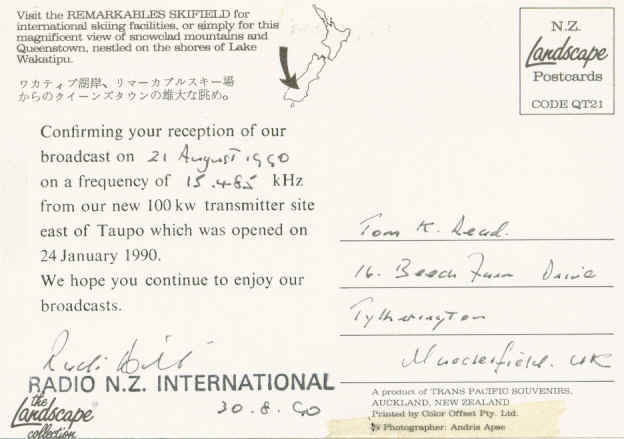 Visit the REMARKABLES SKIFIELD for
international skiing facilities, or simply for this
magnificent view of snowclad mountains and
Queenstown, nestled on the shores of Lake
Wakatipu.
ワカティプ湖岸、リマーカブルスキー場
からのクイーンズタウンの雄大な眺め。
N.Z.
Landscape
Postcards
CODE QT21
Confirming your reception of our
broadcast on 21 August 1990
on a frequency of 15.485 kHz
from our new 100 kw transmitter site
east of Taupo which was opened on
24 January 1990.
We hope you continue to enjoy our
broadcasts.
Tom K. Read.
16. Beech Farm Drive
Tytherington
Macclesfield. UK
Rudi Hill
RADIO N.Z. INTERNATIONAL
30.8.90
the
Landscape
collection
A product of TRANS PACIFIC SOUVENIRS,
AUCKLAND, NEW ZEALAND
Printed by Color Offset Pty. Ltd.
Photographer: Andris Apse